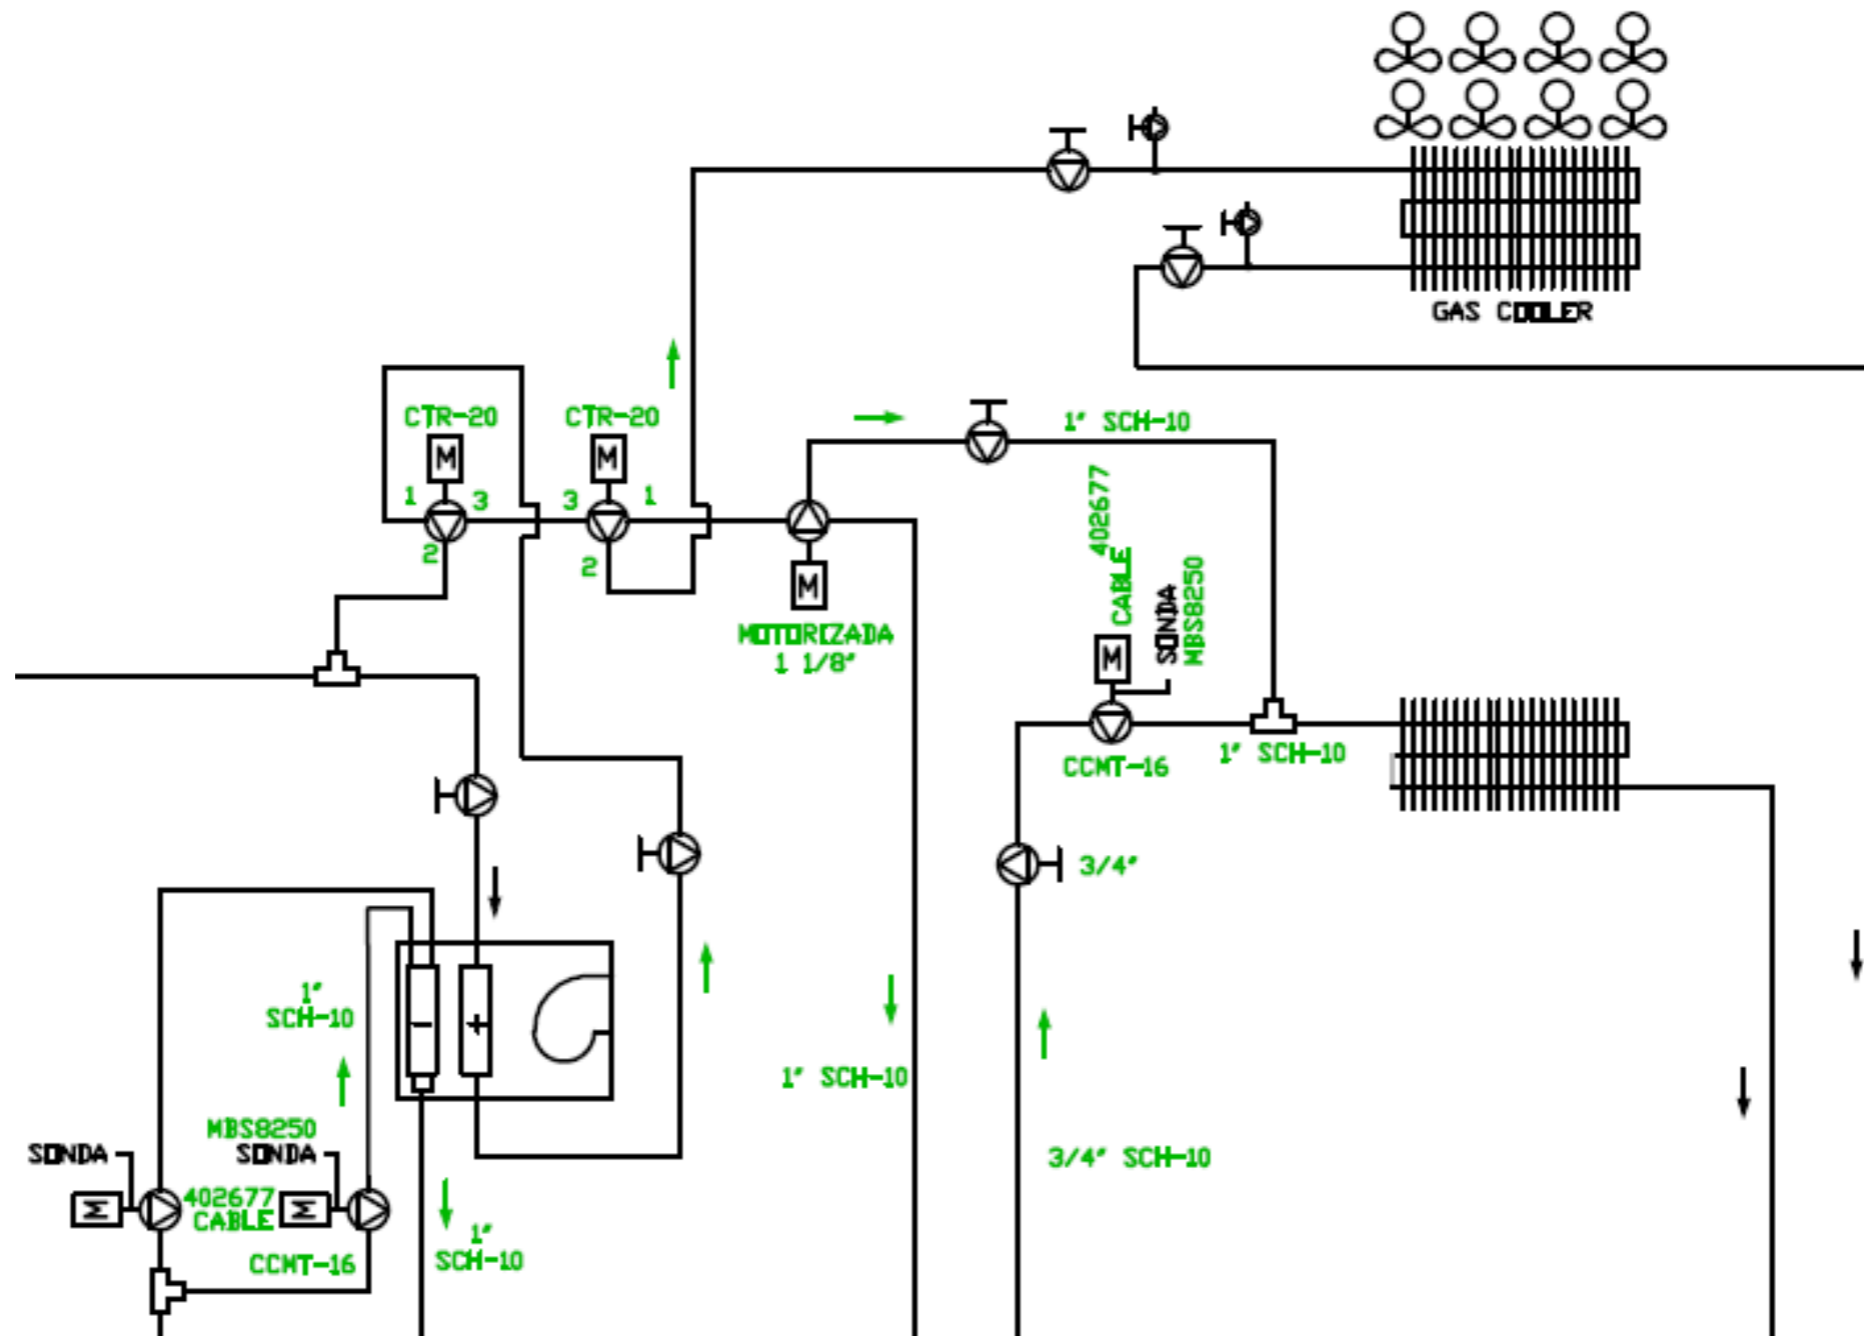 GAS COOLER
CTR-20
CTR-20
M
M
1
3
3
1
2
2
1" SCH-10
402677
CABLE
SONDA
MBS8250
M
MOTORIZADA
1 1/8"
M
CCMT-16
1" SCH-10
3/4"
1"
SCH-10
-
+
1" SCH-10
MBS8250
SONDA
SONDA
402677
CABLE
M
M
CCMT-16
1"
SCH-10
3/4" SCH-10